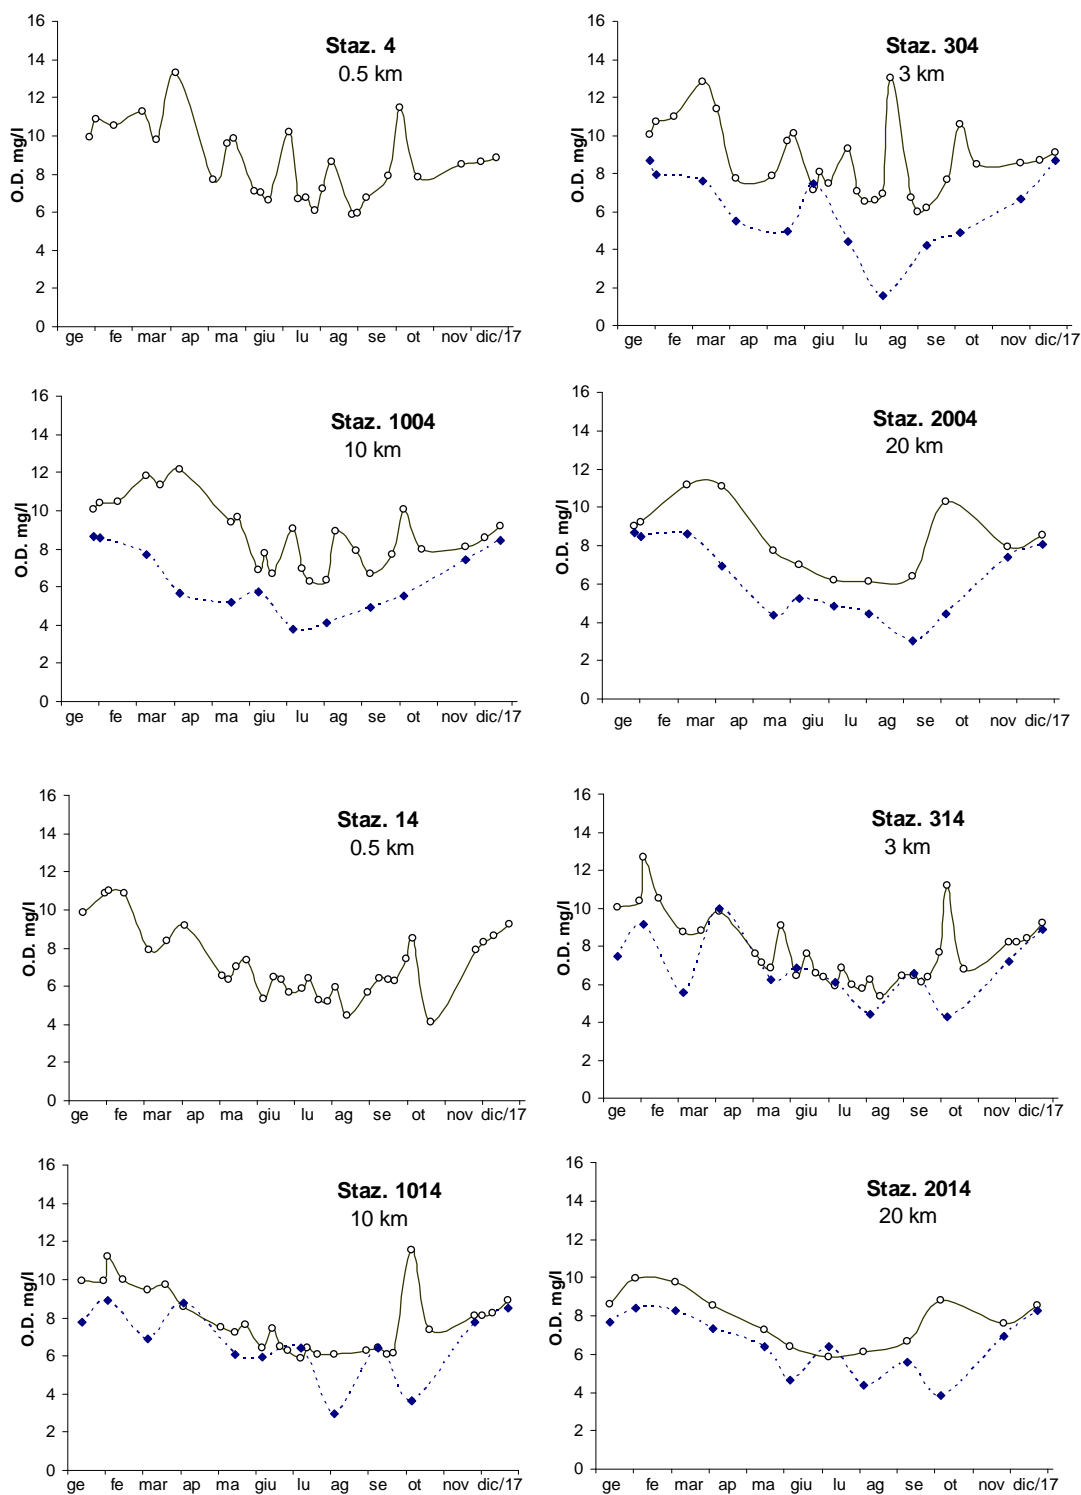 Staz. 4
0.5 km
O.D. mg/l
16
14
12
10
8
6
4
2
0
ge fe mar ap ma giu lu ag se ot nov dic/17
Staz. 304
3 km
O.D. mg/l
16
14
12
10
8
6
4
2
0
ge fe mar ap ma giu lu ag se ot nov dic/17
Staz. 1004
10 km
O.D. mg/l
16
14
12
10
8
6
4
2
0
ge fe mar ap ma giu lu ag se ot nov dic/17
Staz. 2004
20 km
O.D. mg/l
16
14
12
10
8
6
4
2
0
ge fe mar ap ma giu lu ag se ot nov dic/17
Staz. 14
0.5 km
O.D. mg/l
16
14
12
10
8
6
4
2
0
ge fe mar ap ma giu lu ag se ot nov dic/17
Staz. 314
3 km
O.D. mg/l
16
14
12
10
8
6
4
2
0
ge fe mar ap ma giu lu ag se ot nov dic/17
Staz. 1014
10 km
O.D. mg/l
16
14
12
10
8
6
4
2
0
ge fe mar ap ma giu lu ag se ot nov dic/17
Staz. 2014
20 km
O.D. mg/l
16
14
12
10
8
6
4
2
0
ge fe mar ap ma giu lu ag se ot nov dic/17